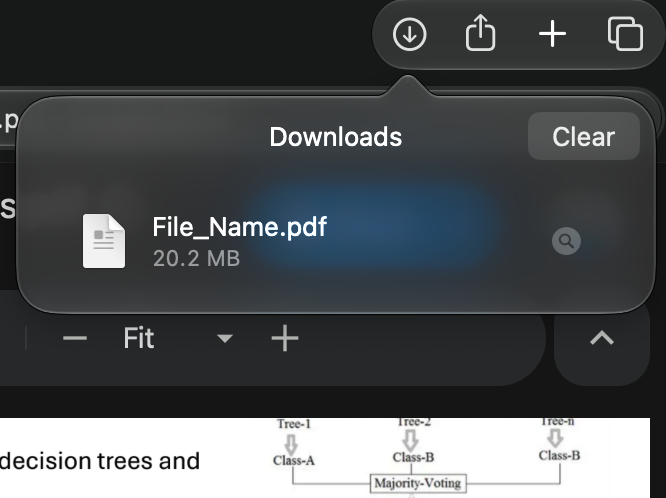 .p
Downloads
Clear
s
File_Name.pdf
20.2 MB
Fit
Tree-1
Tree-2
Tree-n
decision trees and
Class-A
Class-B
Class-B
Majority-Voting